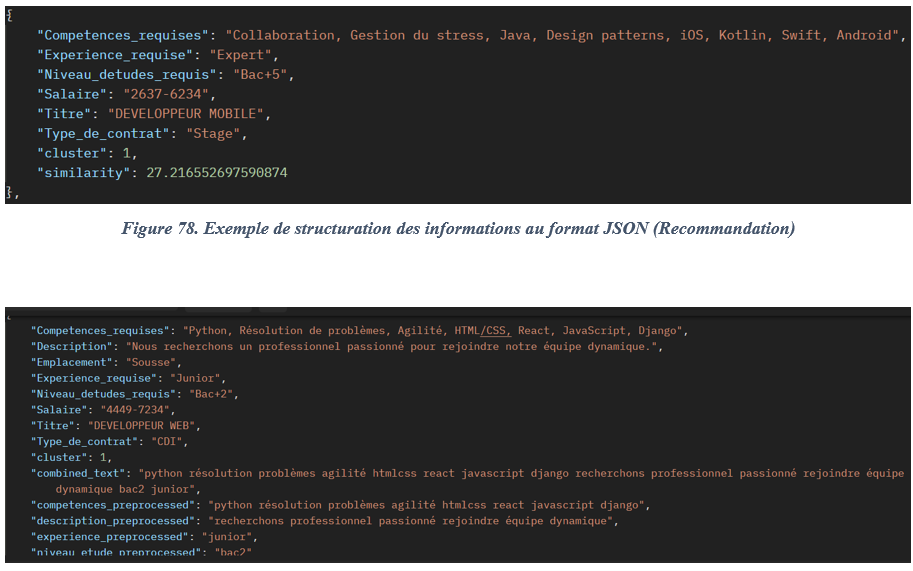 {
"Competences_requises": "Collaboration, Gestion du stress, Java, Design patterns, iOS, Kotlin, Swift, Android",
"Experience_requise": "Expert",
"Niveau_detudes_requis": "Bac+5",
"Salaire": "2637-6234",
"Titre": "DEVELOPPEUR MOBILE",
"Type_de_contrat": "Stage",
"cluster": 1,
"similarity": 27.216552697590874
},
Figure 78. Exemple de structuration des informations au format JSON (Recommandation)
"Competences_requises": "Python, Résolution de problèmes, Agilité, HTML/CSS, React, JavaScript, Django",
"Description": "Nous recherchons un professionnel passionné pour rejoindre notre équipe dynamique.",
"Emplacement": "Sousse",
"Experience_requise": "Junior",
"Niveau_detudes_requis": "Bac+2",
"Salaire": "4449-7234",
"Titre": "DEVELOPPEUR WEB",
"Type_de_contrat": "CDI",
"cluster": 1,
"combined_text": "python résolution problèmes agilité htmlcss react javascript django recherchons professionnel passionné rejoindre équipe
dynamique bac2 junior",
"competences_preprocessed": "python résolution problèmes agilité htmlcss react javascript django",
"description_preprocessed": "recherchons professionnel passionné rejoindre équipe dynamique",
"experience_preprocessed": "junior",
"niveau_etude_preprocessed": "bac2"